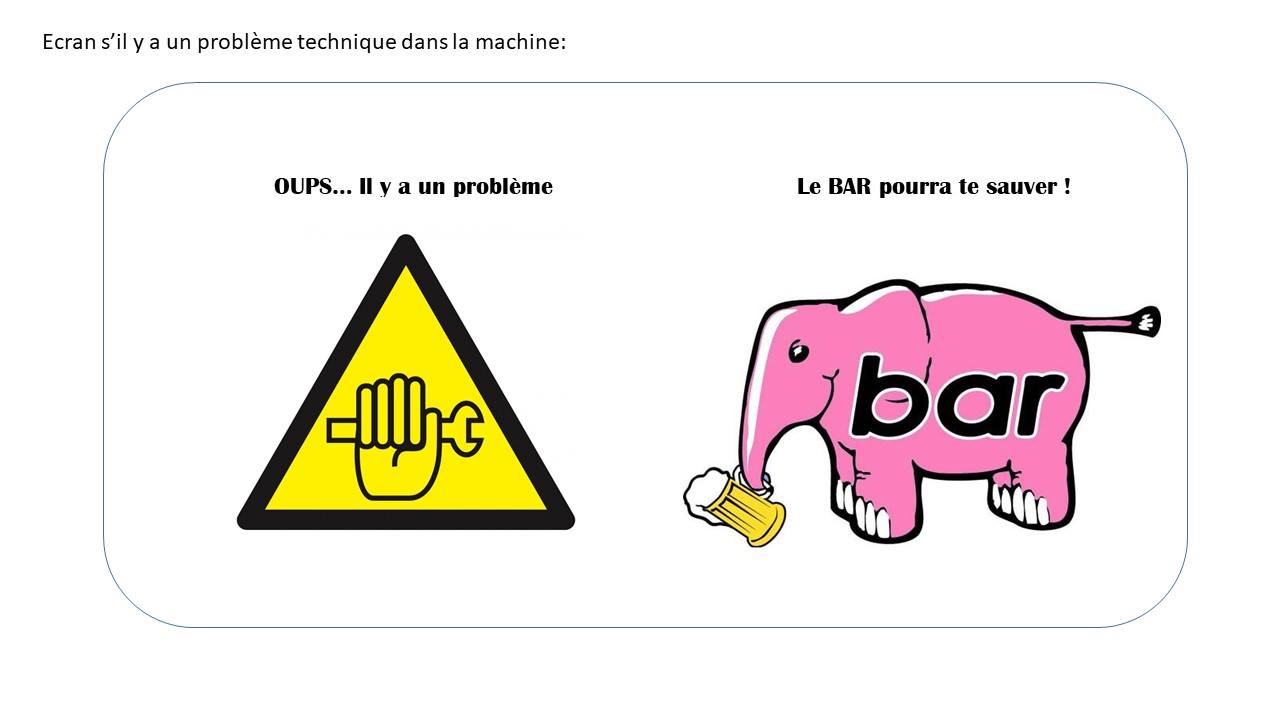 Ecran s’il y a un problème technique dans la machine:
OUPS... Il y a un problème
Le BAR pourra te sauver !
bar